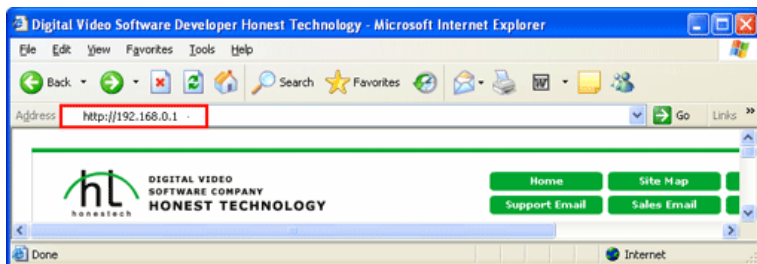 Digital Video Software Developer Honest Technology - Microsoft Internet Explorer
File Edit View Favorites Tools Help
Back Search Favorites W
Address http://192.168.0.1 Go Links »
ht
honestech
DIGITAL VIDEO
SOFTWARE COMPANY
HONEST TECHNOLOGY
Home Site Map
Support Email Sales Email
Done Internet